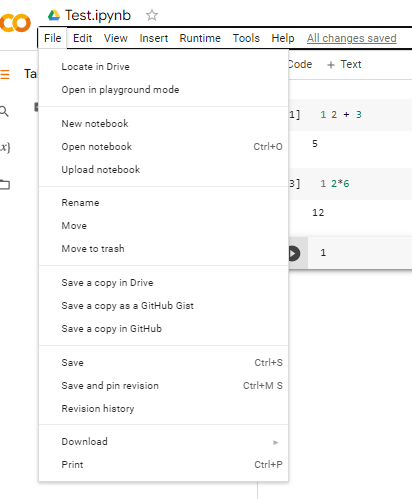 CO
Test.ipynb
File Edit View Insert Runtime Tools Help All changes saved
Ta
Code + Text
Locate in Drive
Open in playground mode
New notebook
Open notebook Ctrl+O
Upload notebook
Rename
Move
Move to trash
Save a copy in Drive
Save a copy as a GitHub Gist
Save a copy in GitHub
Save Ctrl+S
Save and pin revision Ctrl+M S
Revision history
Download
Print Ctrl+P
1] 1 2 + 3
5
3] 1 2*6
12
1
x}